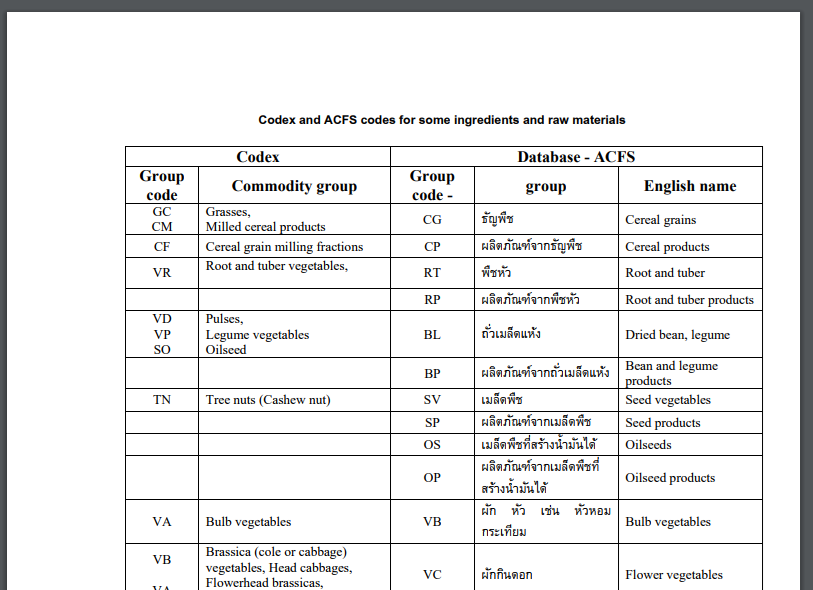 Codex and ACFS codes for some ingredients and raw materials
Codex
Database - ACFS
Group
code
Commodity group
Group
code -
group
English name
GC
CM
Grasses,
Milled cereal products
CG
ธัญพืช
Cereal grains
CF
Cereal grain milling fractions
CP
ผลิตภัณฑ์จากธัญพืช
Cereal products
VR
Root and tuber vegetables,
RT
พืชหัว
Root and tuber
RP
ผลิตภัณฑ์จากพืชหัว
Root and tuber products
VD
VP
SO
Pulses,
Legume vegetables
Oilseed
BL
ถั่วเมล็ดแห้ง
Dried bean, legume
BP
ผลิตภัณฑ์จากถั่วเมล็ดแห้ง
Bean and legume
products
TN
Tree nuts (Cashew nut)
SV
เมล็ดพืช
Seed vegetables
SP
ผลิตภัณฑ์จากเมล็ดพืช
Seed products
OS
เมล็ดพืชที่สร้างน้ำมันได้
Oilseeds
OP
ผลิตภัณฑ์จากเมล็ดพืชที่
สร้างน้ำมันได้
Oilseed products
VA
Bulb vegetables
VB
ผัก หัว เช่น หัวหอม
กระเทียม
Bulb vegetables
VB
VA
Brassica (cole or cabbage)
vegetables, Head cabbages,
Flowerhead brassicas,
VC
ผักกินดอก
Flower vegetables